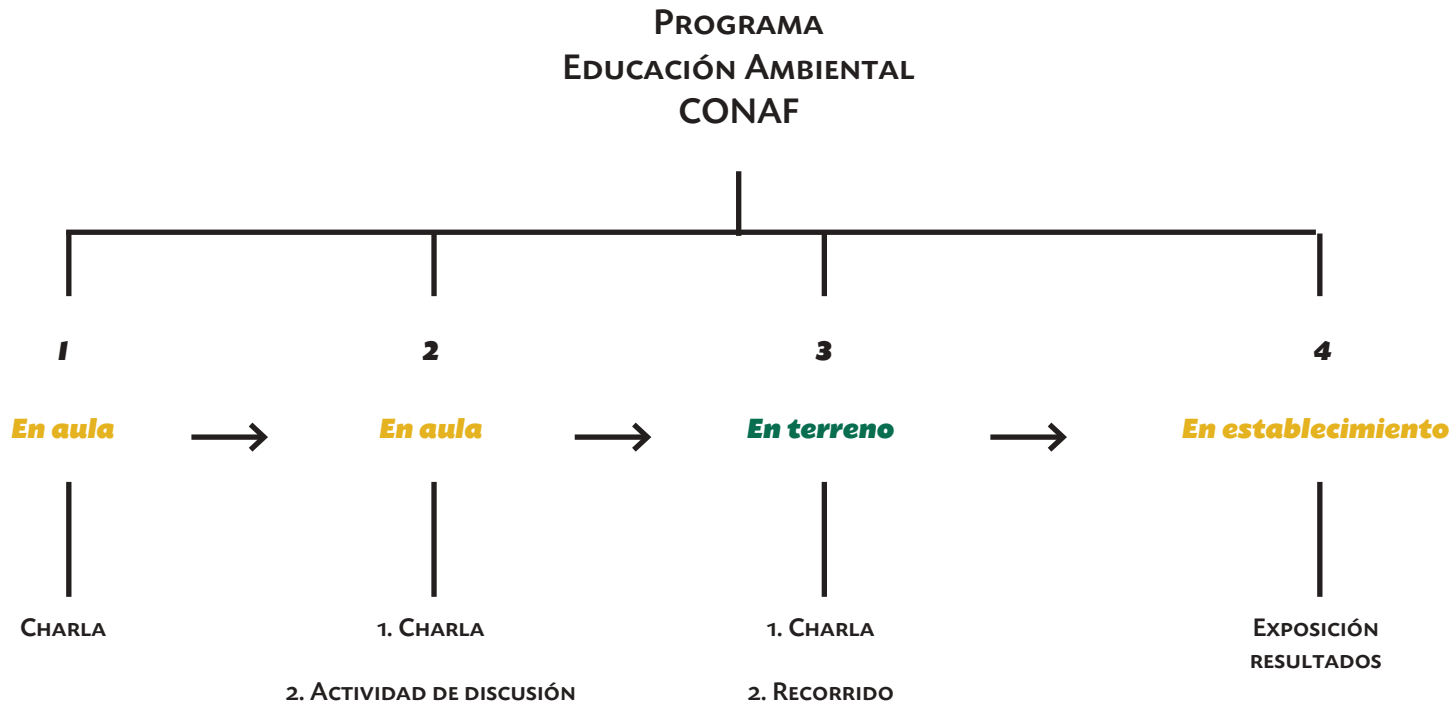 Programa
Educación Ambiental
CONAF
1
2
3
4
En aula
En aula
En terreno
En establecimiento
Charla
1. Charla
1. Charla
Exposición
resultados
2. Actividad de discusión
2. Recorrido